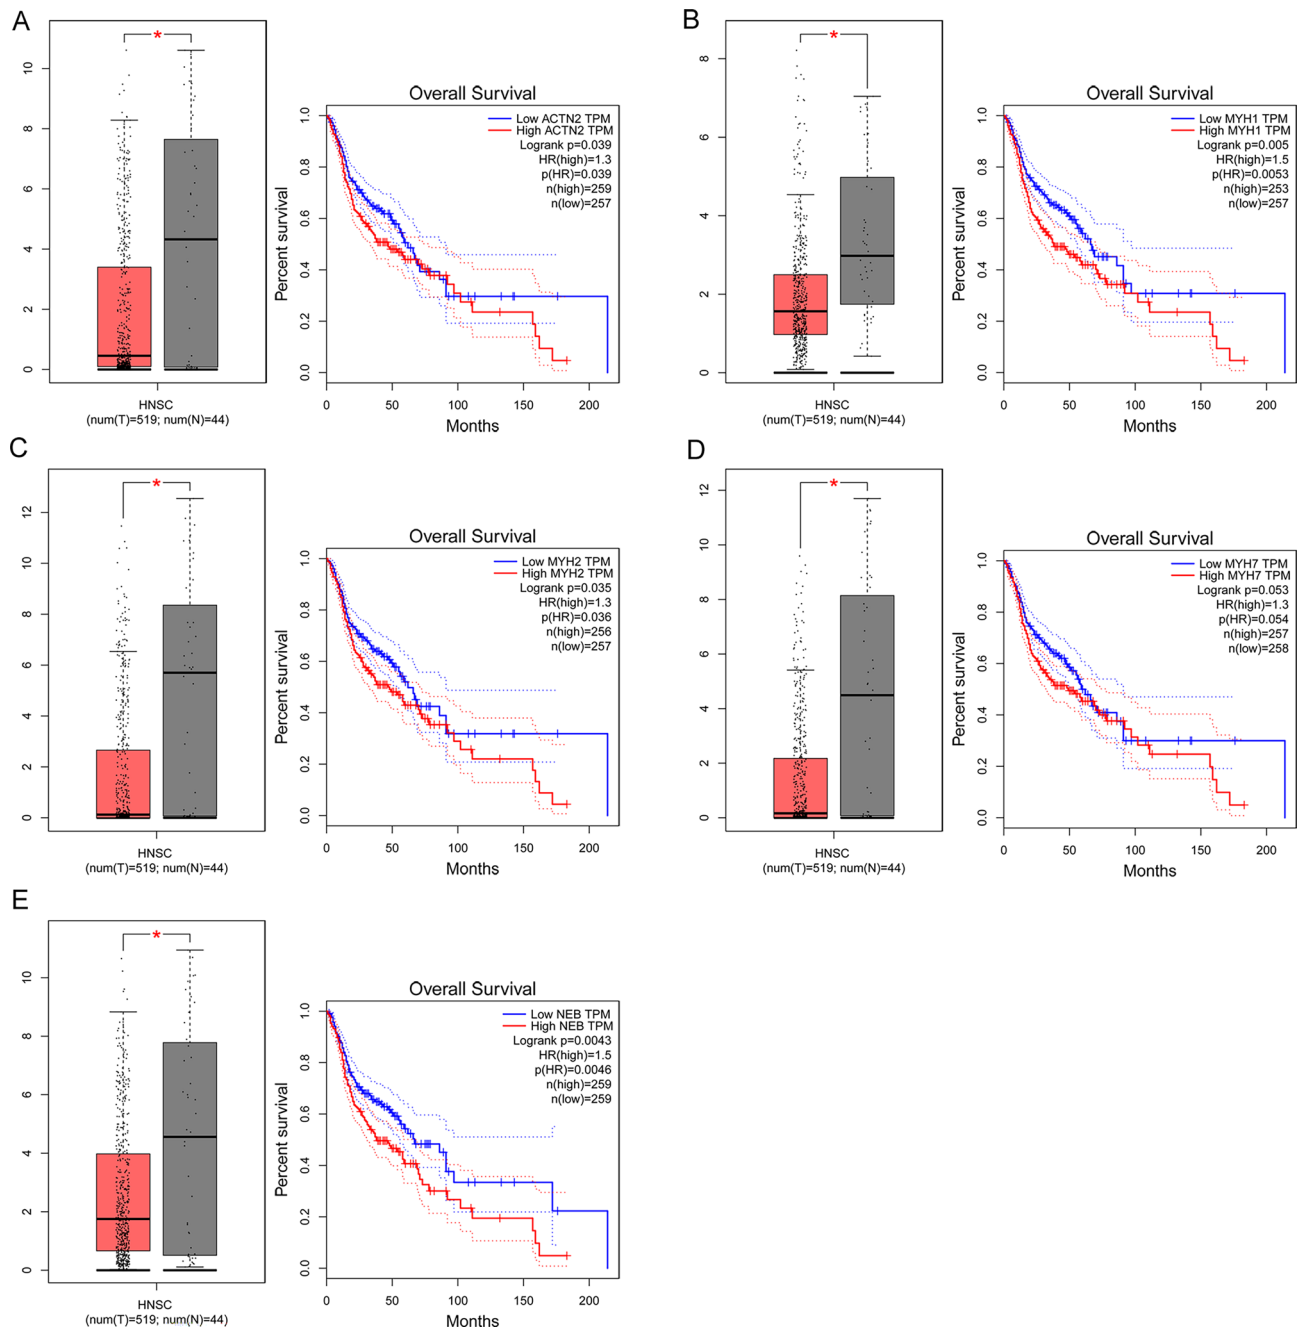 A
*
10
8
6
4
2
0
HNSC
(num(T)=519; num(N)=44)
Overall Survival
Low ACTN2 TPM
High ACTN2 TPM
Logrank p=0.039
HR(high)=1.3
p(HR)=0.039
n(high)=259
n(low)=257
Percent survival
1.0
0.8
0.6
0.4
0.2
0.0
0 50 100 150 200
Months
B
*
8
6
4
2
0
HNSC
(num(T)=519; num(N)=44)
Overall Survival
Low MYH1 TPM
High MYH1 TPM
Logrank p=0.005
HR(high)=1.5
p(HR)=0.0053
n(high)=253
n(low)=257
Percent survival
1.0
0.8
0.6
0.4
0.2
0.0
0 50 100 150 200
Months
C
*
12
10
8
6
4
2
0
HNSC
(num(T)=519; num(N)=44)
Overall Survival
Low MYH2 TPM
High MYH2 TPM
Logrank p=0.035
HR(high)=1.3
p(HR)=0.036
n(high)=256
n(low)=257
Percent survival
1.0
0.8
0.6
0.4
0.2
0.0
0 50 100 150 200
Months
D
*
12
10
8
6
4
2
0
HNSC
(num(T)=519; num(N)=44)
Overall Survival
Low MYH7 TPM
High MYH7 TPM
Logrank p=0.053
HR(high)=1.3
p(HR)=0.054
n(high)=257
n(low)=258
Percent survival
1.0
0.8
0.6
0.4
0.2
0.0
0 50 100 150 200
Months
E
*
10
8
6
4
2
0
HNSC
(num(T)=519; num(N)=44)
Overall Survival
Low NEB TPM
High NEB TPM
Logrank p=0.0043
HR(high)=1.5
p(HR)=0.0046
n(high)=259
n(low)=259
Percent survival
1.0
0.8
0.6
0.4
0.2
0.0
0 50 100 150 200
Months